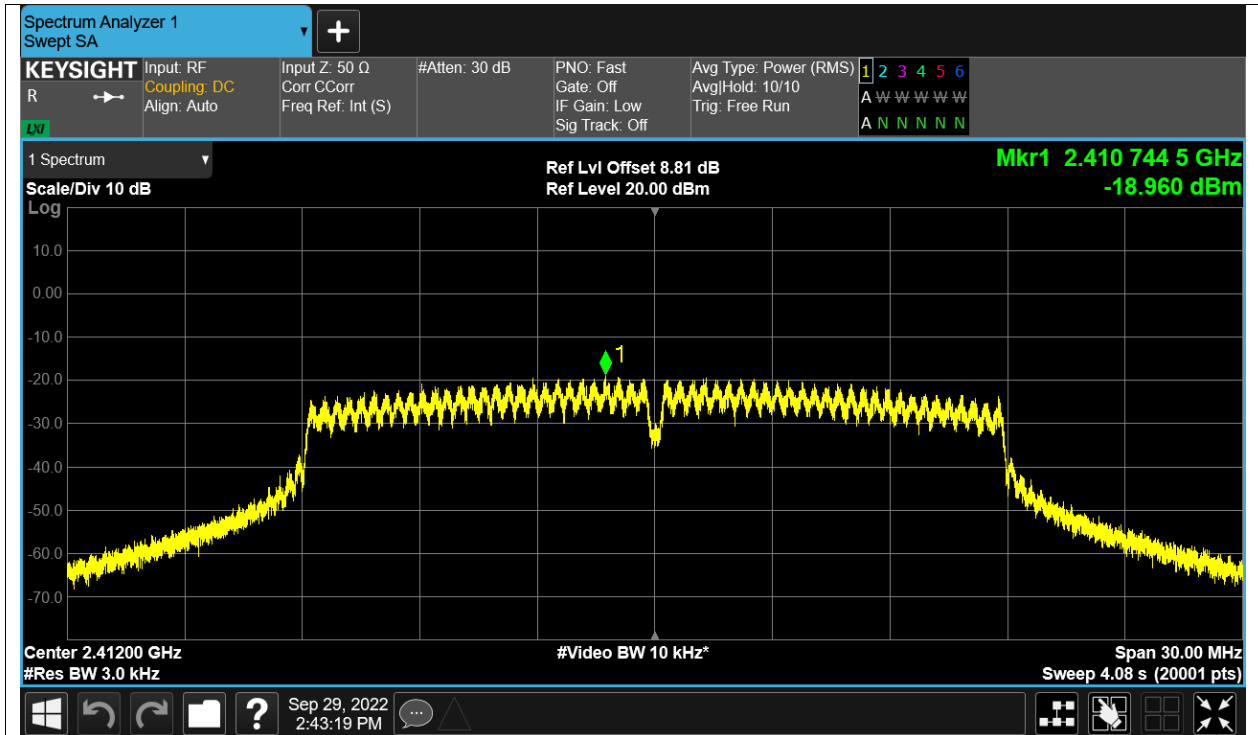 Spectrum Analyzer 1
Swept SA
+
KEYSIGHT
R
LXI
Input: RF
Coupling: DC
Align: Auto
Input Z: 50 Ω
Corr CCorr
Freq Ref: Int (S)
#Atten: 30 dB
PNO: Fast
Gate: Off
IF Gain: Low
Sig Track: Off
Avg Type: Power (RMS)
Avg|Hold: 10/10
Trig: Free Run
1 2 3 4 5 6
A W W W W W
A N N N N N
1 Spectrum
Scale/Div 10 dB
Log
Ref Lvl Offset 8.81 dB
Ref Level 20.00 dBm
Mkr1 2.410 744 5 GHz
-18.960 dBm
10.0
0.00
-10.0
-20.0
-30.0
-40.0
-50.0
-60.0
-70.0
1
Center 2.41200 GHz
#Res BW 3.0 kHz
#Video BW 10 kHz*
Span 30.00 MHz
Sweep 4.08 s (20001 pts)
?
Sep 29, 2022
2:43:19 PM